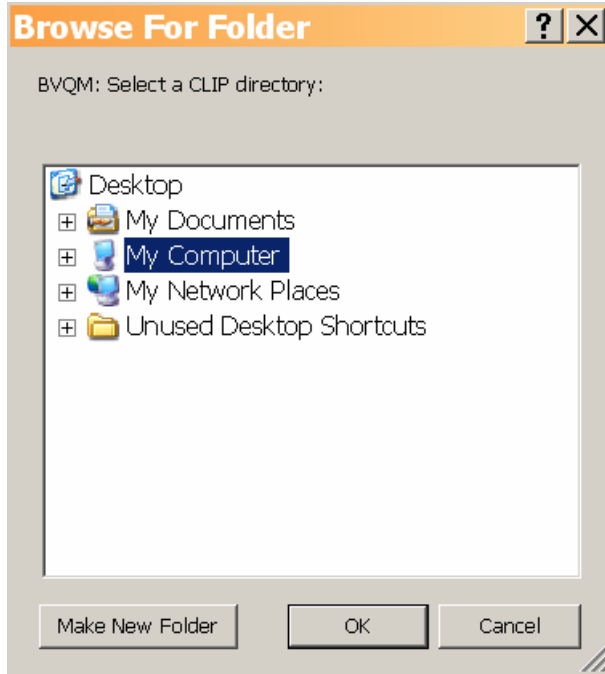 Browse For Folder
BVQM: Select a CLIP directory:
Desktop
My Documents
My Computer
My Network Places
Unused Desktop Shortcuts
Make New Folder OK Cancel